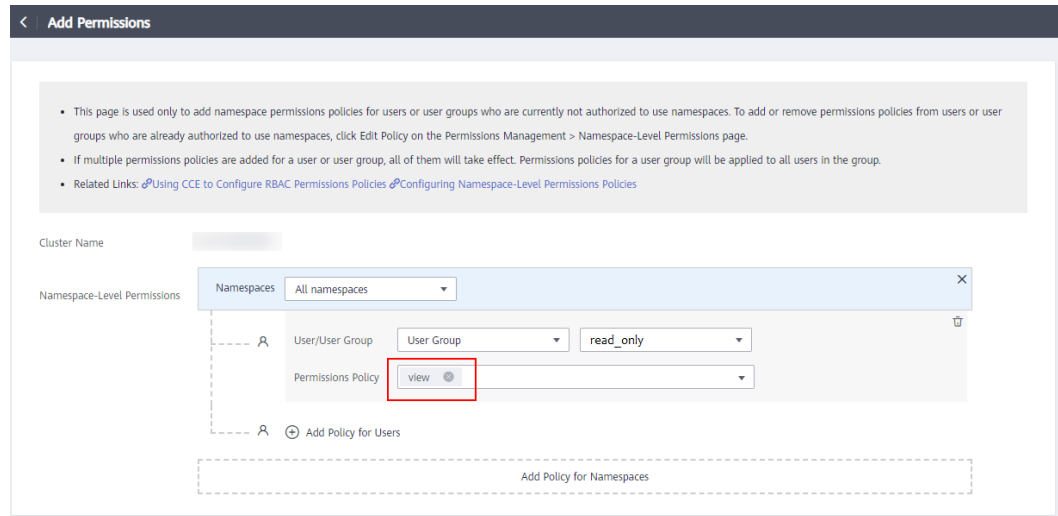 Add Permissions
• This page is used only to add namespace permissions policies for users or user groups who are currently not authorized to use namespaces. To add or remove permissions policies from users or user
groups who are already authorized to use namespaces, click Edit Policy on the Permissions Management > Namespace-Level Permissions page.
• If multiple permissions policies are added for a user or user group, all of them will take effect. Permissions policies for a user group will be applied to all users in the group.
• Related Links: Using CCE to Configure RBAC Permissions Policies Configuring Namespace-Level Permissions Policies
Cluster Name
Namespace-Level Permissions
Namespaces All namespaces
User/User Group User Group read_only
Permissions Policy view
Add Policy for Users
Add Policy for Namespaces